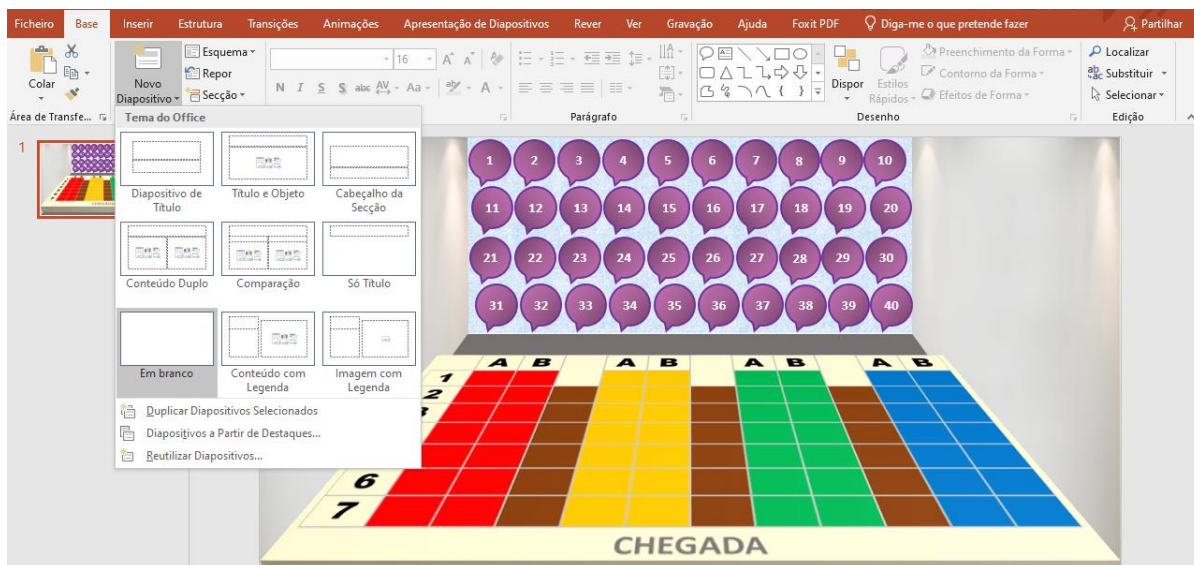 Ficheiro Base Inserir Estrutura Transições Animações Apresentação de Diapositivos Rever Ver Gravação Ajuda Foxit PDF Diga-me o que pretende fazer Partilhar
Colar
Área de Transfe...
Novo
Diapositivo
Esquema
Repor
Secção
16
N I S S abc AV Aa A
Parágrafo
Dispor
Estilos
Rápidos
Preenchimento da Forma
Contorno da Forma
Efeitos de Forma
Desenho
Localizar
Substituir
Selecionar
Edição
1
Tema do Office
Diapositivo de
Título
Título e Objeto
Cabeçalho da
Secção
Conteúdo Duplo
Comparação
Só Título
Em branco
Conteúdo com
Legenda
Imagem com
Legenda
Duplicar Diapositivos Selecionados
Diapositivos a Partir de Destaques...
Reutilizar Diapositivos...
1 2 3 4 5 6 7 8 9 10
11 12 13 14 15 16 17 18 19 20
21 22 23 24 25 26 27 28 29 30
31 32 33 34 35 36 37 38 39 40
A B A B A B A B
1
2
6
7
CHEGADA